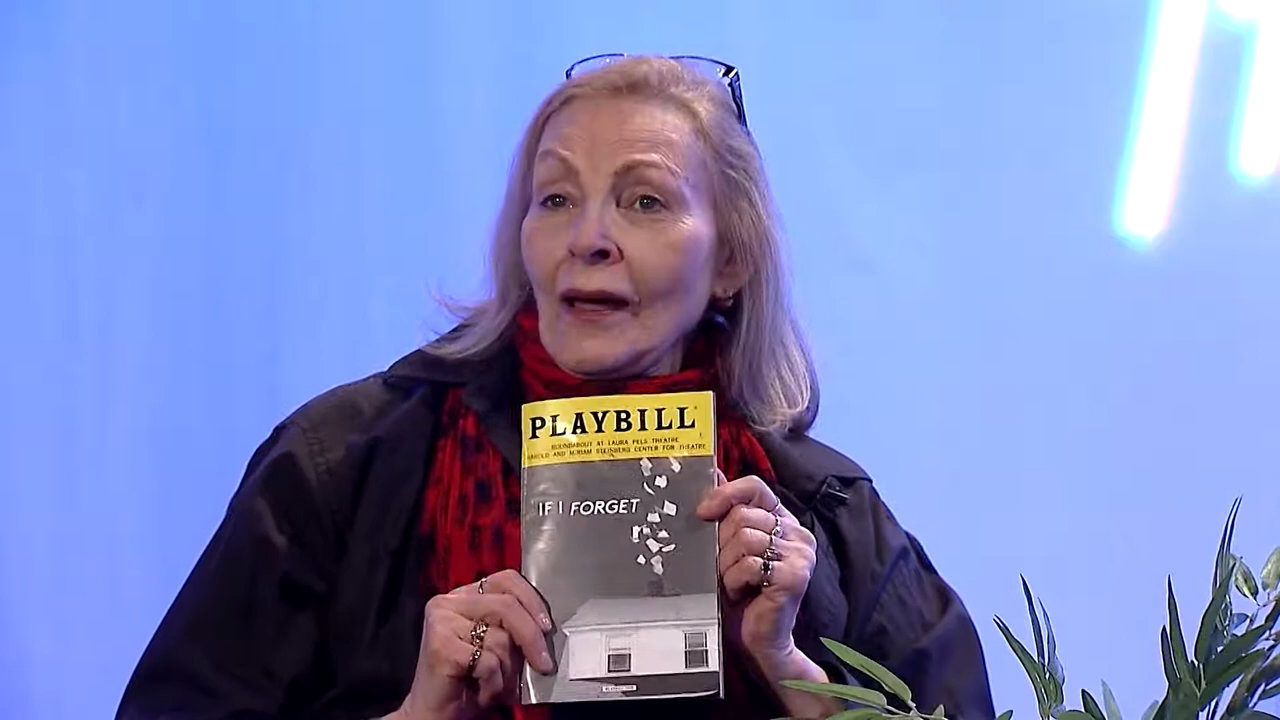 PLAYBILL
ROUNDABOUT AT LAURA PELS THEATRE
HAROLD AND MIRIAM STEINBERG CENTER FOR THEATRE
IF I FORGET